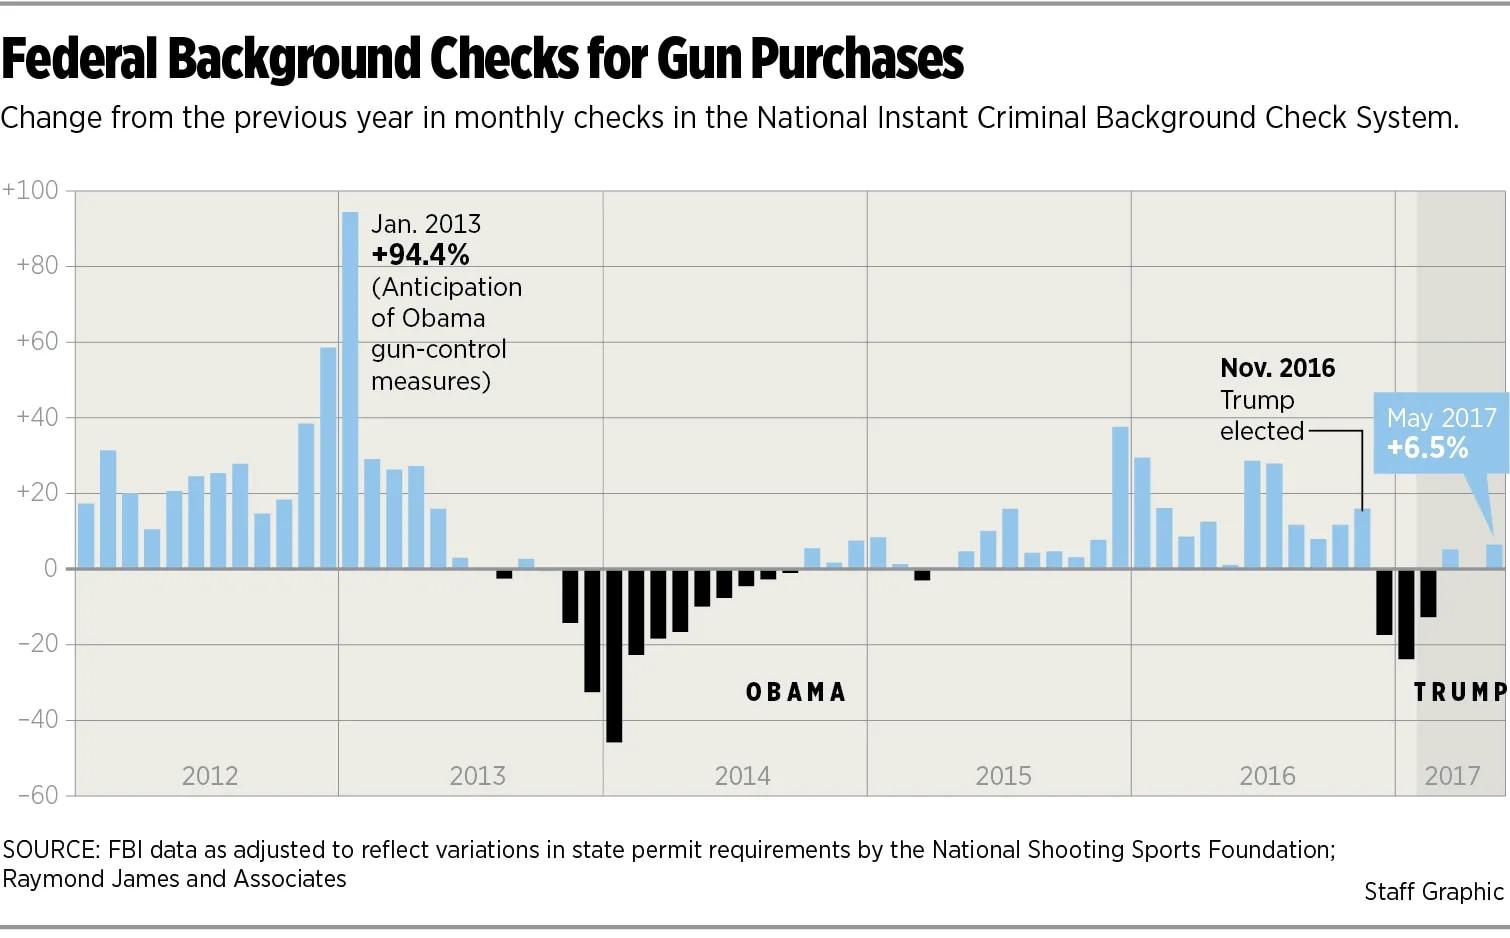 Federal Background Checks for Gun Purchases
Change from the previous year in monthly checks in the National Instant Criminal Background Check System.
+100
+80
+60
+40
+20
0
–20
–40
–60
Jan. 2013
+94.4%
(Anticipation
of Obama
gun-control
measures)
Nov. 2016
Trump
elected
May 2017
+6.5%
OBAMA
TRUMP
2012
2013
2014
2015
2016
2017
SOURCE: FBI data as adjusted to reflect variations in state permit requirements by the National Shooting Sports Foundation;
Raymond James and Associates
Staff Graphic